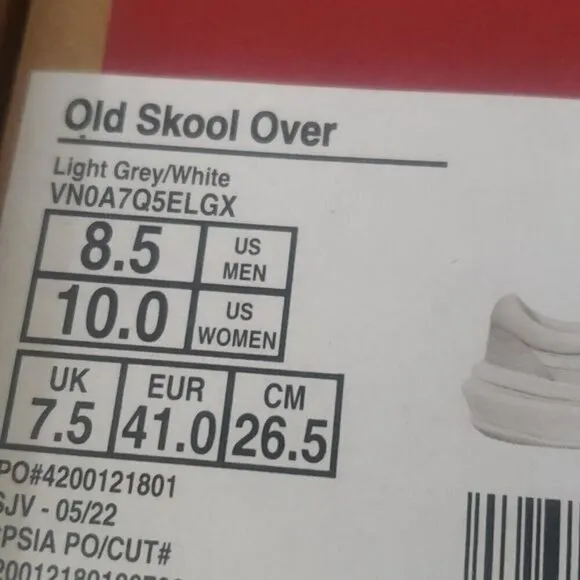 Old Skool Over
Light Grey/White
VN0A7Q5ELGX
8.5 US MEN
10.0 US WOMEN
UK EUR CM
7.5 41.0 26.5
PO#4200121801
SJV - 05/22
PSIA PO/CUT#